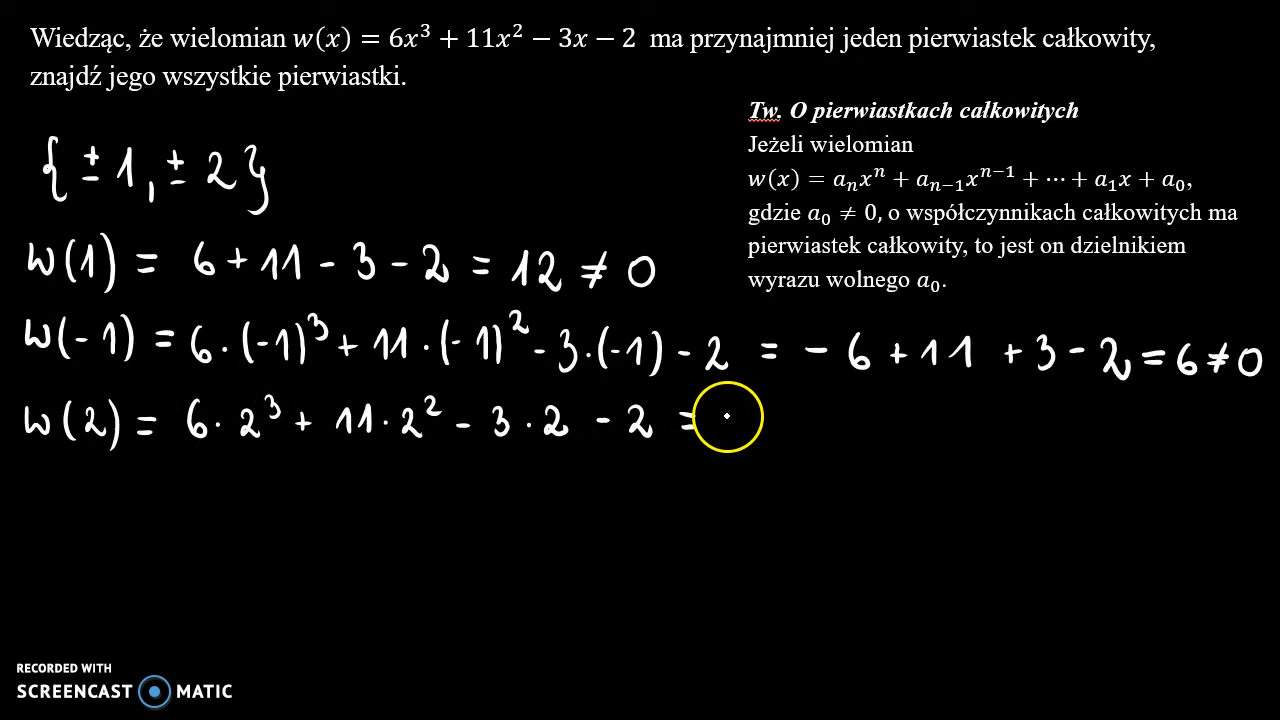 Wiedząc, że wielomian w(x) = 6x³ + 11x² − 3x − 2 ma przynajmniej jeden pierwiastek całkowity,
znajdź jego wszystkie pierwiastki.
Tw. O pierwiastkach całkowitych
Jeżeli wielomian
w(x) = aₙxⁿ + aₙ₋₁xⁿ⁻¹ + ⋯ + a₁x + a₀,
gdzie a₀ ≠ 0, o współczynnikach całkowitych ma
pierwiastek całkowity, to jest on dzielnikiem
wyrazu wolnego a₀.
{± 1, ± 2}
w(1) = 6 + 11 − 3 − 2 = 12 ≠ 0
w(−1) = 6·(−1)³ + 11·(−1)² − 3·(−1) − 2 = − 6 + 11 + 3 − 2 = 6 ≠ 0
w(2) = 6·2³ + 11·2² − 3·2 − 2 =
RECORDED WITH
SCREENCAST MATIC